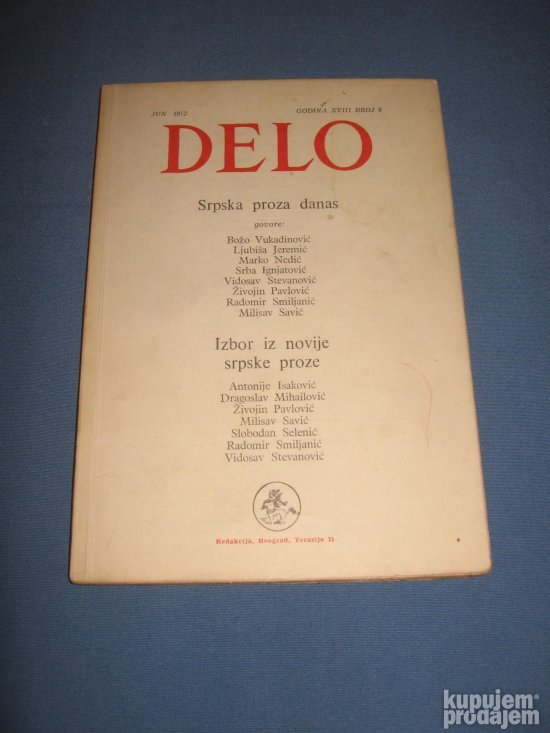 JUN 1972
GODINA XVIII BROJ 6
DELO
Srpska proza danas
govore:
Božo Vukadinović
Ljubiša Jeremić
Marko Nedić
Srba Ignjatović
Vidosav Stevanović
Živojin Pavlović
Radomir Smiljanić
Milisav Savić
Izbor iz novije
srpske proze
Antonije Isaković
Dragoslav Mihailović
Živojin Pavlović
Milisav Savić
Slobodan Selenić
Radomir Smiljanić
Vidosav Stevanović
Redakcija, Beograd, Terazije 31
kupujem
prodajem